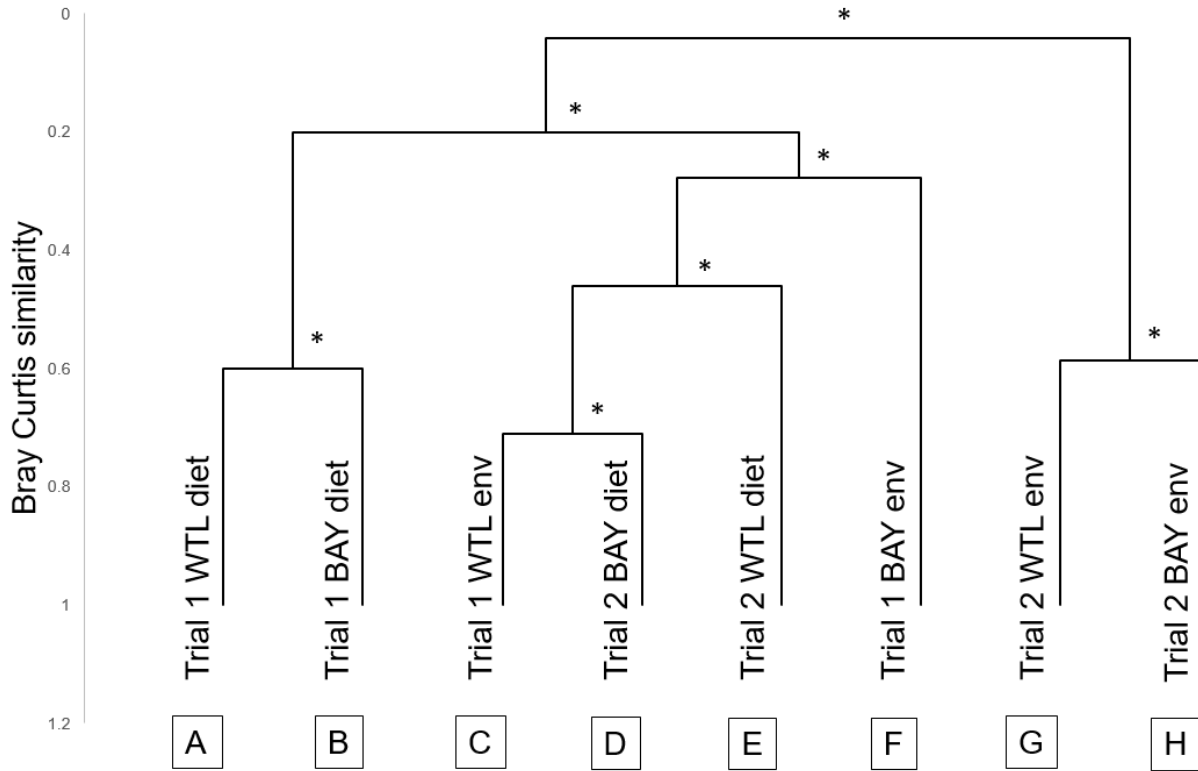 *
0
*
0.2
*
0.4
*
*
*
0.6
*
0.8
1
1.2
Bray Curtis similarity
Trial 1 WTL diet
Trial 1 BAY diet
Trial 1 WTL env
Trial 2 BAY diet
Trial 2 WTL diet
Trial 1 BAY env
Trial 2 WTL env
Trial 2 BAY env
A
B
C
D
E
F
G
H